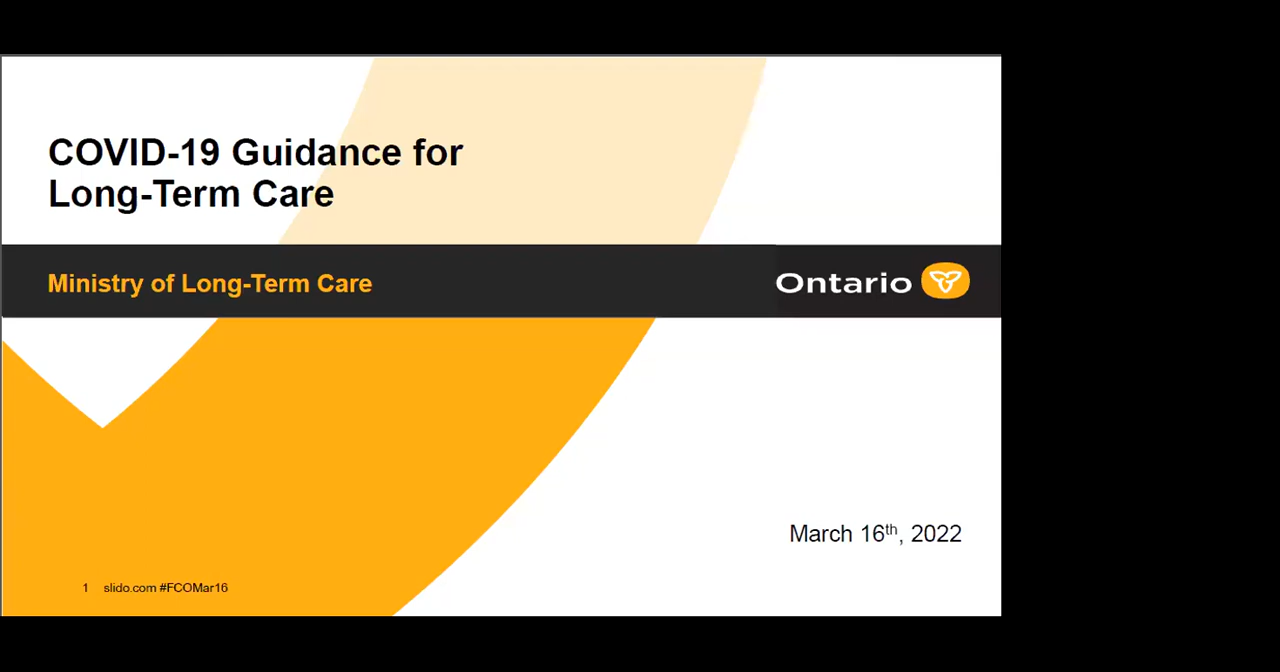 COVID-19 Guidance for
Long-Term Care
Ministry of Long-Term Care
Ontario
March 16th, 2022
1 slido.com #FCOMar16